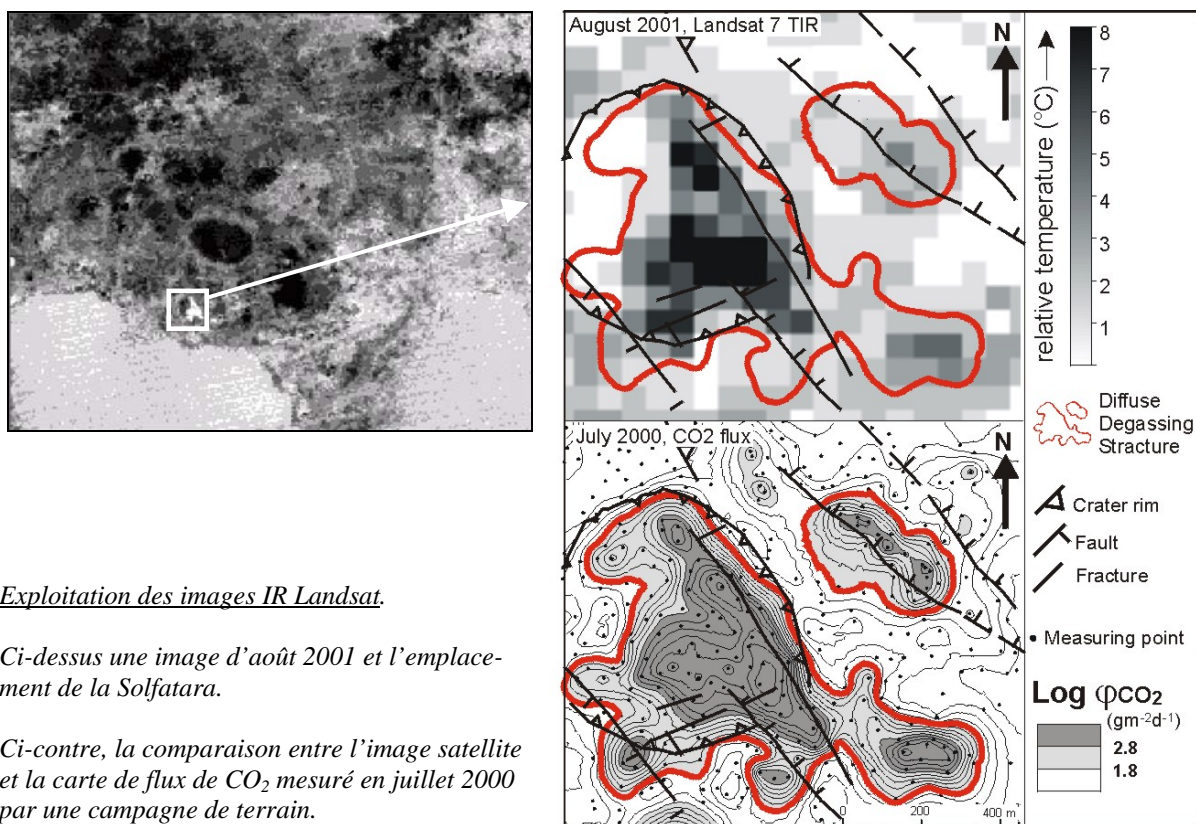 August 2001, Landsat 7 TIR
N
relative temperature (°C)
8
7
6
5
4
3
2
1
Diffuse
Degassing
Stracture
July 2000, CO2 flux
N
Crater rim
Fault
Fracture
Measuring point
Log φCO₂
(gm⁻²d⁻¹)
2.8
1.8
0 200 400 m
Exploitation des images IR Landsat.
Ci-dessus une image d’août 2001 et l’emplace-
ment de la Solfatara.
Ci-contre, la comparaison entre l’image satellite
et la carte de flux de CO₂ mesuré en juillet 2000
par une campagne de terrain.